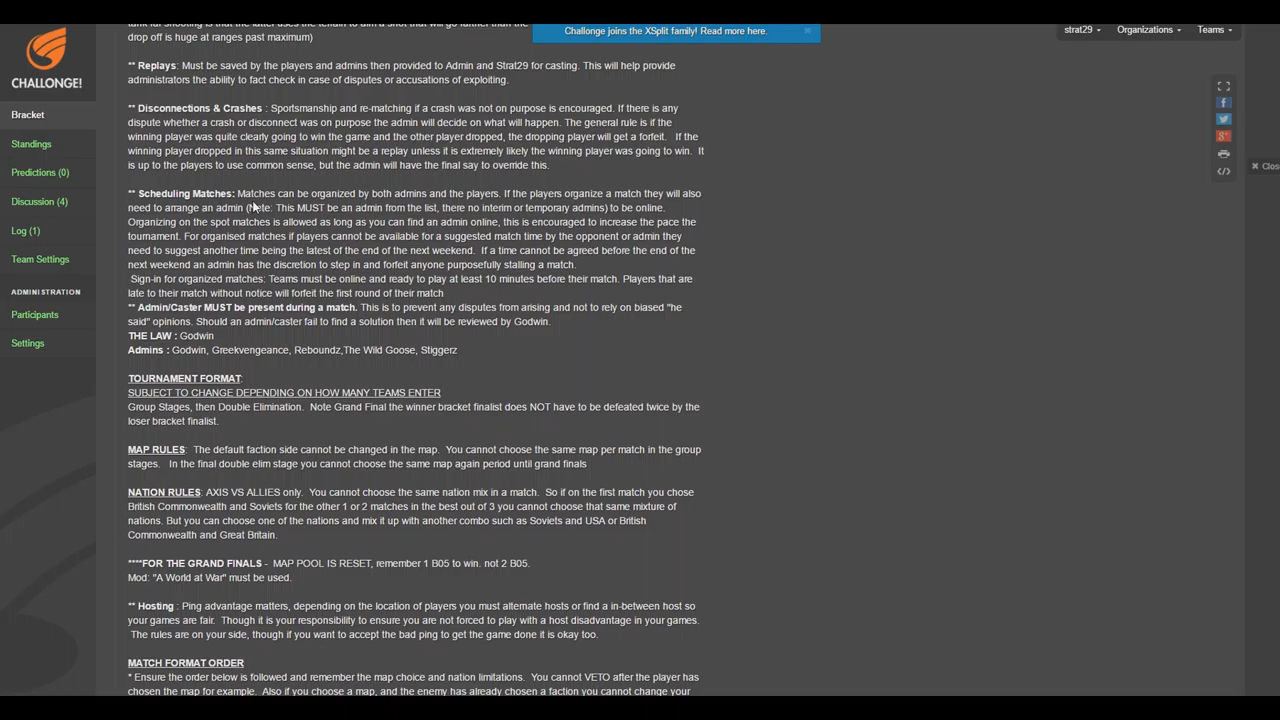 tank far shooting is that the latter uses the terrain to aim a shot that will go farther than the
drop off is huge at ranges past maximum)
Challonge joins the XSplit family! Read more here.
×
strat29
Organizations
Teams
CHALLONGE!
Bracket
Standings
Predictions (0)
Discussion (4)
Log (1)
Team Settings
ADMINISTRATION
Participants
Settings
** Replays: Must be saved by the players and admins then provided to Admin and Strat29 for casting. This will help provide
administrators the ability to fact check in case of disputes or accusations of exploiting.
** Disconnections & Crashes : Sportsmanship and re-matching if a crash was not on purpose is encouraged. If there is any
dispute whether a crash or disconnect was on purpose the admin will decide on what will happen. The general rule is if the
winning player was quite clearly going to win the game and the other player dropped, the dropping player will get a forfeit. If the
winning player dropped in this same situation might be a replay unless it is extremely likely the winning player was going to win. It
is up to the players to use common sense, but the admin will have the final say to override this.
** Scheduling Matches: Matches can be organized by both admins and the players. If the players organize a match they will also
need to arrange an admin (Note: This MUST be an admin from the list, there no interim or temporary admins) to be online.
Organizing on the spot matches is allowed as long as you can find an admin online, this is encouraged to increase the pace the
tournament. For organised matches if players cannot be available for a suggested match time by the opponent or admin they
need to suggest another time being the latest of the end of the next weekend. If a time cannot be agreed before the end of the
next weekend an admin has the discretion to step in and forfeit anyone purposefully stalling a match.
Sign-in for organized matches: Teams must be online and ready to play at least 10 minutes before their match. Players that are
late to their match without notice will forfeit the first round of their match
** Admin/Caster MUST be present during a match. This is to prevent any disputes from arising and not to rely on biased "he
said" opinions. Should an admin/caster fail to find a solution then it will be reviewed by Godwin.
THE LAW : Godwin
Admins : Godwin, Greekvengeance, Reboundz,The Wild Goose, Stiggerz
TOURNAMENT FORMAT:
SUBJECT TO CHANGE DEPENDING ON HOW MANY TEAMS ENTER
Group Stages, then Double Elimination. Note Grand Final the winner bracket finalist does NOT have to be defeated twice by the
loser bracket finalist.
MAP RULES: The default faction side cannot be changed in the map. You cannot choose the same map per match in the group
stages. In the final double elim stage you cannot choose the same map again period until grand finals
NATION RULES: AXIS VS ALLIES only. You cannot choose the same nation mix in a match. So if on the first match you chose
British Commonwealth and Soviets for the other 1 or 2 matches in the best out of 3 you cannot choose that same mixture of
nations. But you can choose one of the nations and mix it up with another combo such as Soviets and USA or British
Commonwealth and Great Britain.
****FOR THE GRAND FINALS - MAP POOL IS RESET, remember 1 B05 to win. not 2 B05.
Mod: "A World at War" must be used.
** Hosting : Ping advantage matters, depending on the location of players you must alternate hosts or find a in-between host so
your games are fair. Though it is your responsibility to ensure you are not forced to play with a host disadvantage in your games.
The rules are on your side, though if you want to accept the bad ping to get the game done it is okay too.
MATCH FORMAT ORDER
* Ensure the order below is followed and remember the map choice and nation limitations. You cannot VETO after the player has
chosen the map for example. Also if you choose a map, and the enemy has already chosen a faction you cannot change your
× Clos